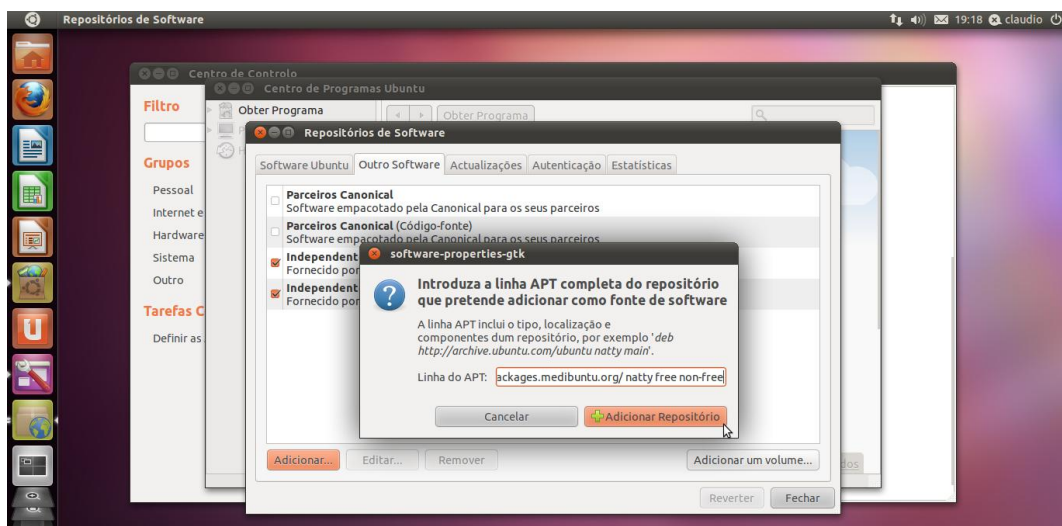 Repositórios de Software
19:18 claudio
Centro de Controlo
Centro de Programas Ubuntu
Filtro
Obter Programa
Obter Programa
Repositórios de Software
Grupos
Software Ubuntu Outro Software Actualizações Autenticação Estatísticas
Pessoal
Internet e
Hardware
Sistema
Outro
Tarefas C
Definir as
Parceiros Canonical
Software empacotado pela Canonical para os seus parceiros
Parceiros Canonical (Código-fonte)
Software empacotado pela Canonical para os seus parceiros
Independent
Fornecido por
Independent
Fornecido por
software-properties-gtk
Introduza a linha APT completa do repositório
que pretende adicionar como fonte de software
A linha APT inclui o tipo, localização e
componentes dum repositório, por exemplo 'deb
http://archive.ubuntu.com/ubuntu natty main'.
Linha do APT: ackages.medibuntu.org/ natty free non-free
Cancelar Adicionar Repositório
Adicionar... Editar... Remover Adicionar um volume...
Reverter Fechar